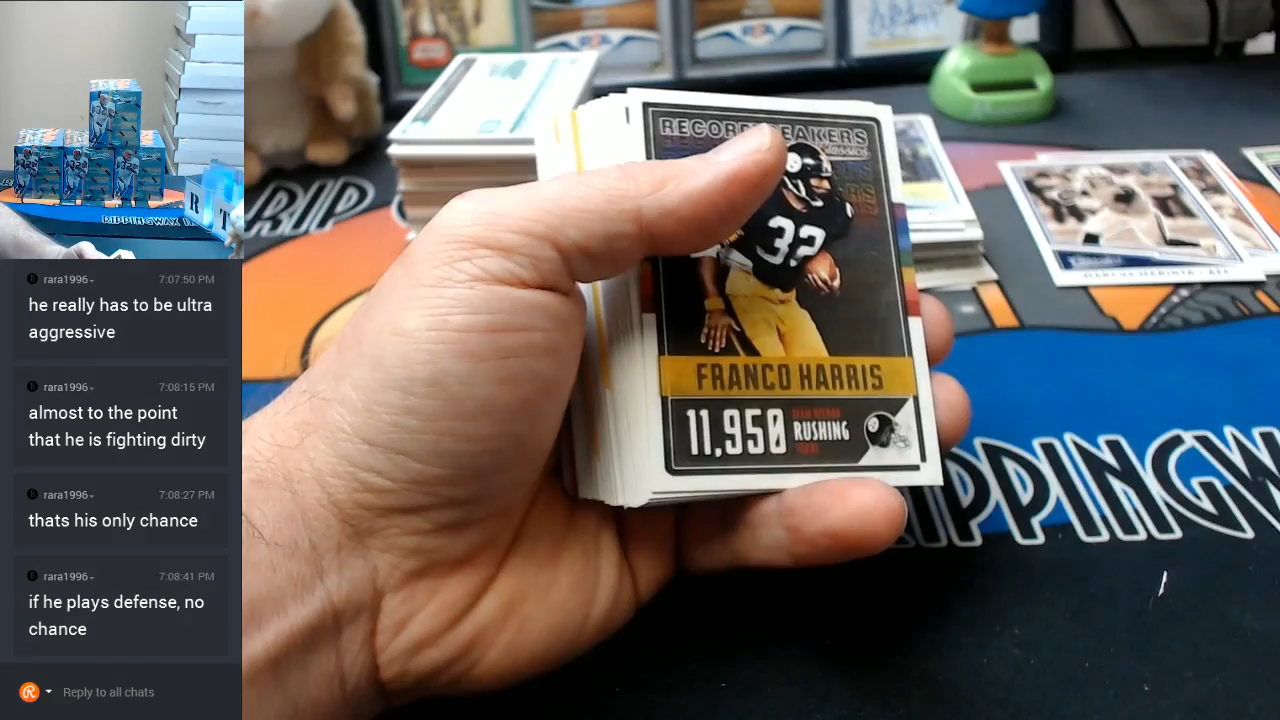 RIPPINGWAX
R T
rara1996
7:07:50 PM
he really has to be ultra
aggressive
rara1996
7:08:15 PM
almost to the point
that he is fighting dirty
rara1996
7:08:27 PM
thats his only chance
rara1996
7:08:41 PM
if he plays defense, no
chance
Reply to all chats
RIP
RECORD BREAKERS
Classics
32
FRANCO HARRIS
11,950
TEAM RECORD
RUSHING
YARDS
MARCUS MARIOTA
RIPPINGW